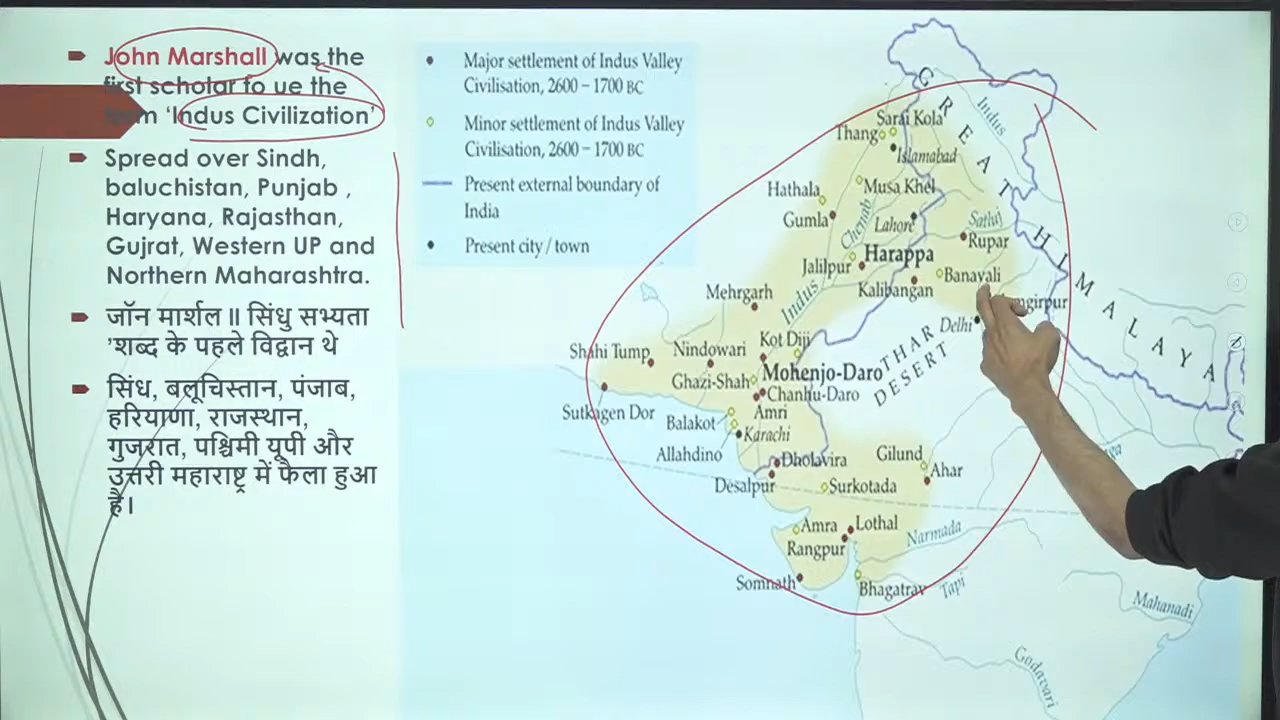 John Marshall was the
first scholar to ue the
term ‘Indus Civilization’
Spread over Sindh,
baluchistan, Punjab ,
Haryana, Rajasthan,
Gujrat, Western UP and
Northern Maharashtra.
जॉन मार्शल ॥ सिंधु सभ्यता
’शब्द के पहले विद्वान थे
सिंध, बलूचिस्तान, पंजाब,
हरियाणा, राजस्थान,
गुजरात, पश्चिमी यूपी और
उत्तरी महाराष्ट्र में फैला हुआ
है।
Major settlement of Indus Valley
Civilisation, 2600 – 1700 BC
Minor settlement of Indus Valley
Civilisation, 2600 – 1700 BC
Present external boundary of
India
Present city / town
GREAT HIMALAYA
Indus
Sarai Kola
Thang
Islamabad
Hathala
Musa Khel
Gumla
Chenab
Lahore
Satluj
Rupar
Harappa
Jalilpur
Banavali
Kalibangan
Mehrgarh
Indus
Delhi
Kot Diji
THAR
DESERT
Shahi Tump
Nindowari
Ghazi-Shah
Mohenjo-Daro
Chanhu-Daro
Sutkagen Dor
Balakot
Amri
Karachi
Allahdino
Dholavira
Gilund
Ahar
Desalpur
Surkotada
Amra
Lothal
Rangpur
Narmada
Somnath
Bhagatrav
Tapi
Mahanadi
Godavari